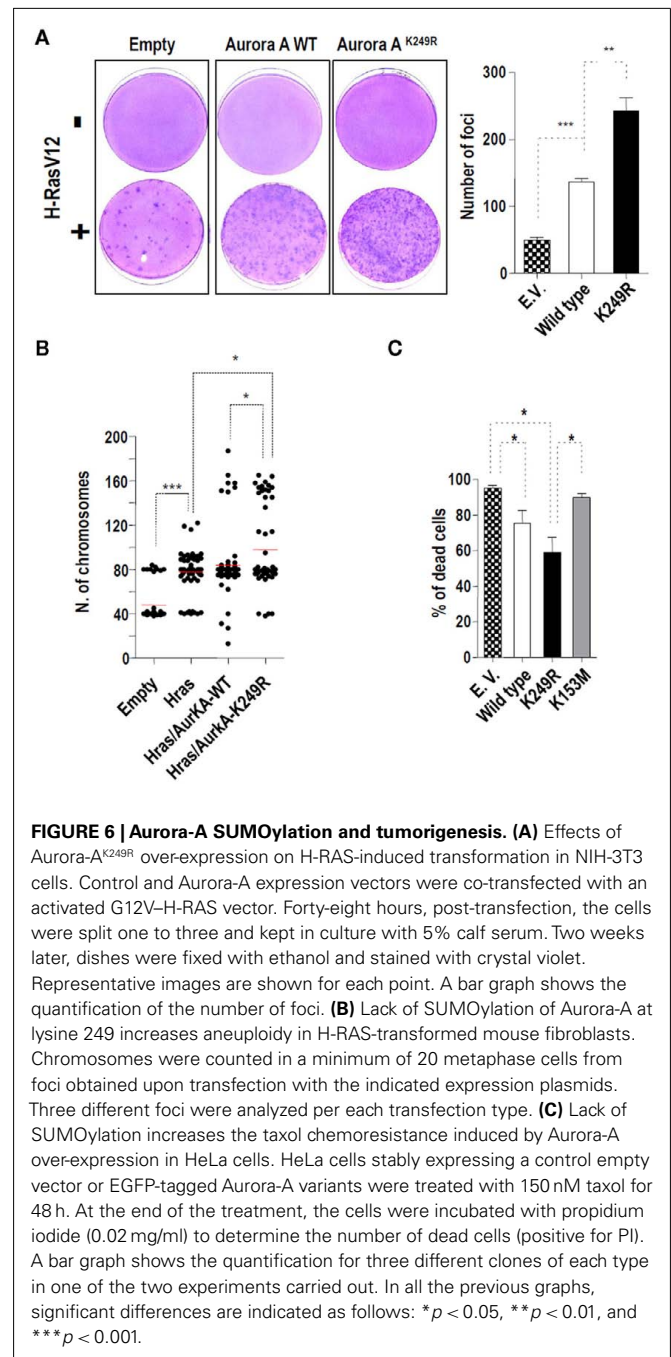 A
Empty
Aurora A WT
Aurora A K249R
H-RasV12
-
+
Number of foci
300
200
100
0
***
**
E.V.
Wild type
K249R
B
N. of chromosomes
200
160
120
80
40
0
***
*
*
Empty
Hras
Hras/AurKA-WT
Hras/AurkA-K249R
C
% of dead cells
100
80
60
40
20
0
*
*
*
E. V.
Wild type
K249R
K153M
FIGURE 6 | Aurora-A SUMOylation and tumorigenesis. (A) Effects of
Aurora-AK249R over-expression on H-RAS-induced transformation in NIH-3T3
cells. Control and Aurora-A expression vectors were co-transfected with an
activated G12V–H-RAS vector. Forty-eight hours, post-transfection, the cells
were split one to three and kept in culture with 5% calf serum. Two weeks
later, dishes were fixed with ethanol and stained with crystal violet.
Representative images are shown for each point. A bar graph shows the
quantification of the number of foci. (B) Lack of SUMOylation of Aurora-A at
lysine 249 increases aneuploidy in H-RAS-transformed mouse fibroblasts.
Chromosomes were counted in a minimum of 20 metaphase cells from
foci obtained upon transfection with the indicated expression plasmids.
Three different foci were analyzed per each transfection type. (C) Lack of
SUMOylation increases the taxol chemoresistance induced by Aurora-A
over-expression in HeLa cells. HeLa cells stably expressing a control empty
vector or EGFP-tagged Aurora-A variants were treated with 150 nM taxol for
48 h. At the end of the treatment, the cells were incubated with propidium
iodide (0.02 mg/ml) to determine the number of dead cells (positive for PI).
A bar graph shows the quantification for three different clones of each type
in one of the two experiments carried out. In all the previous graphs,
significant differences are indicated as follows: *p < 0.05, **p < 0.01, and
***p < 0.001.